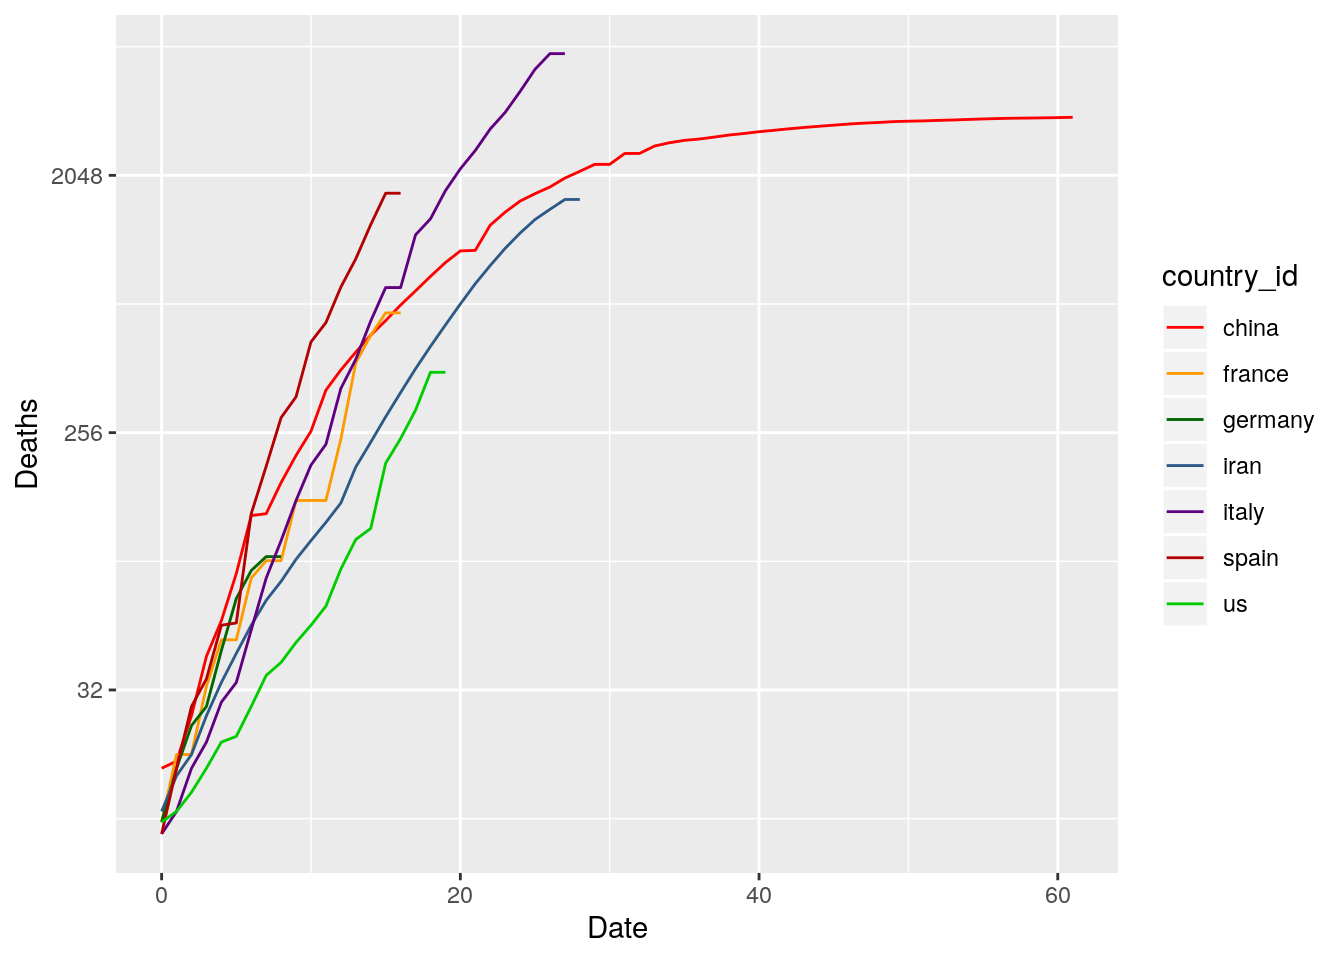 2048
256
32
0 20 40 60
Date
Deaths
country_id
china
france
germany
iran
italy
spain
us